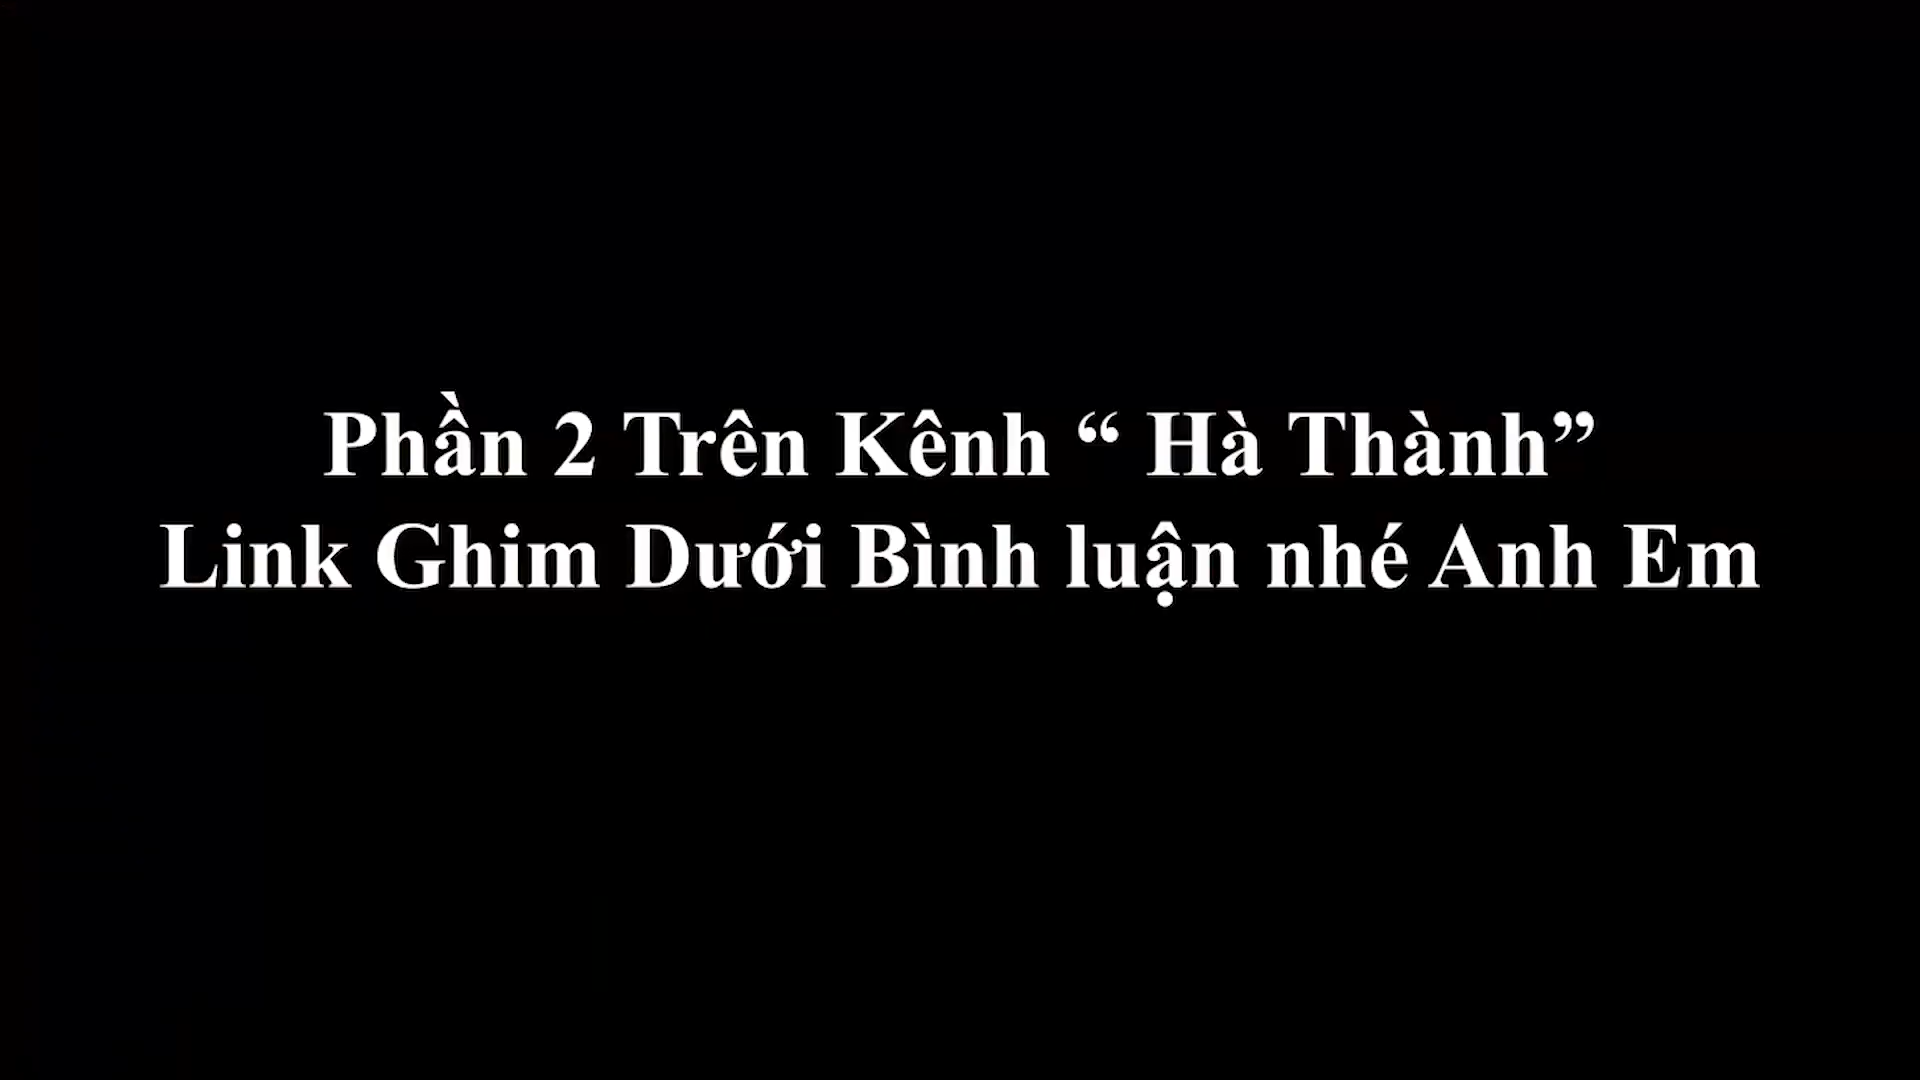 Phần 2 Trên Kênh “ Hà Thành”
Link Ghim Dưới Bình luận nhé Anh Em